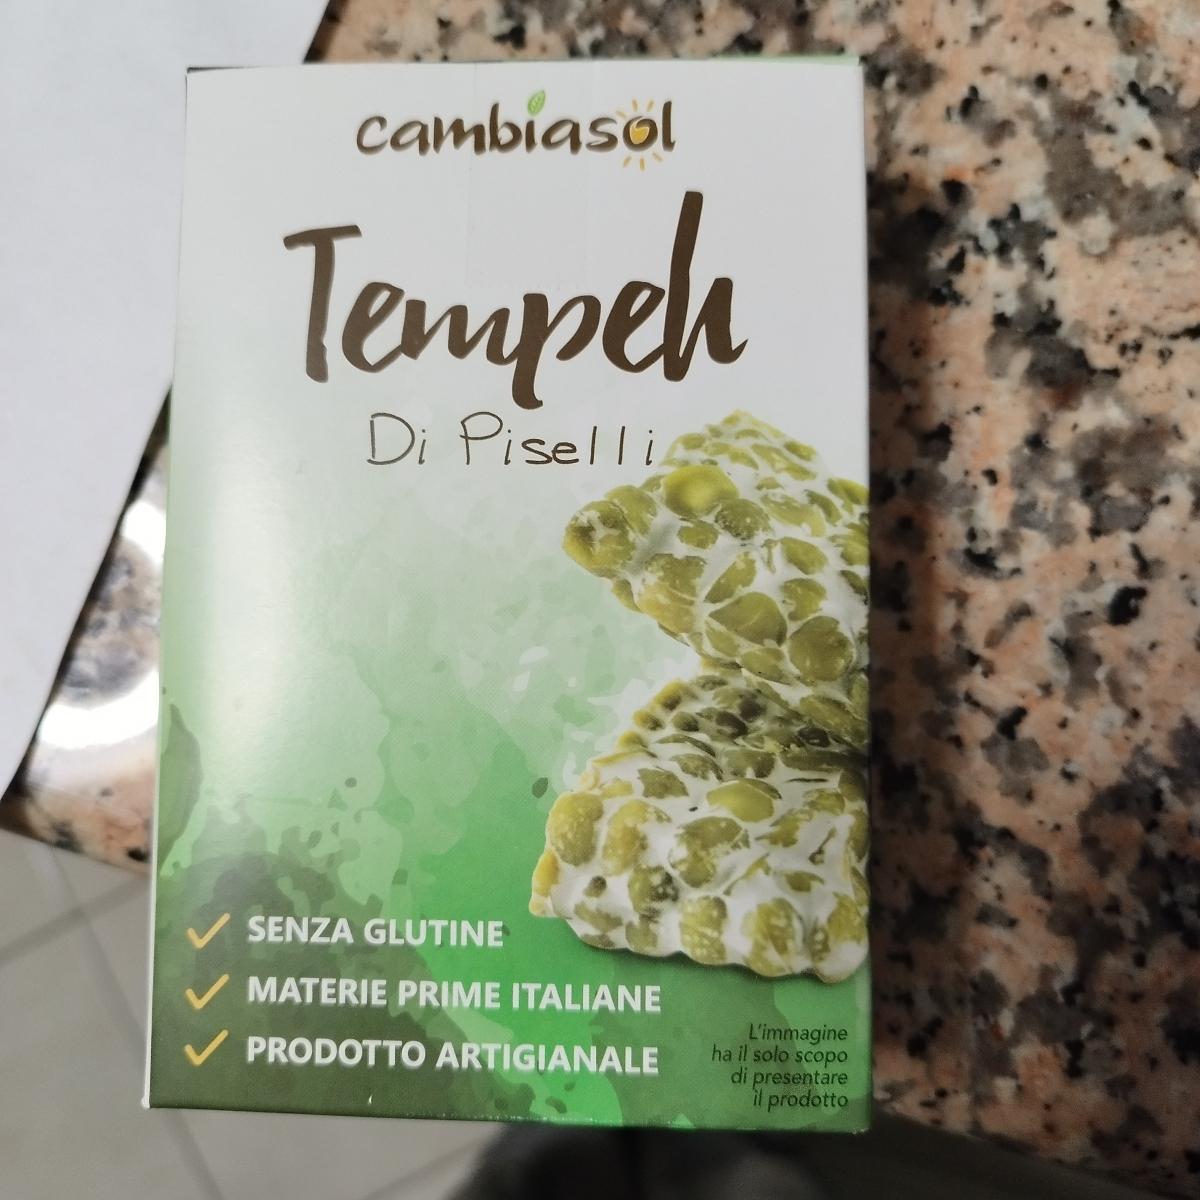 cambiasol
Tempeh
Di Piselli
SENZA GLUTINE
MATERIE PRIME ITALIANE
PRODOTTO ARTIGIANALE
L'immagine
ha il solo scopo
di presentare
il prodotto